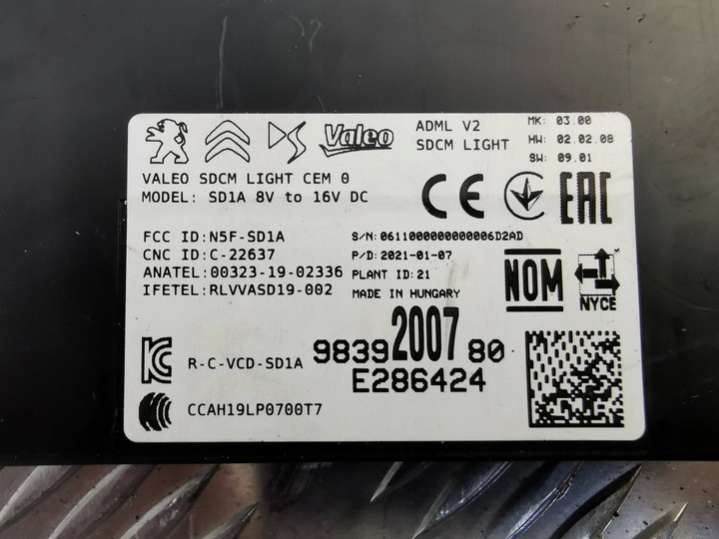 Valeo
ADML V2
SDCM LIGHT
MK: 03.00
HW: 02.02.08
SW: 09.01
VALEO SDCM LIGHT CEM 0
MODEL: SD1A 8V to 16V DC
CE
EAC
FCC ID:N5F-SD1A
CNC ID:C-22637
ANATEL:00323-19-02336
IFETEL:RLVVASD19-002
S/N:0611000000000006D2AD
P/D:2021-01-07
PLANT ID:21
MADE IN HUNGARY
NOM
NYCE
R-C-VCD-SD1A
9839200780
E286424
CCAH19LP0700T7